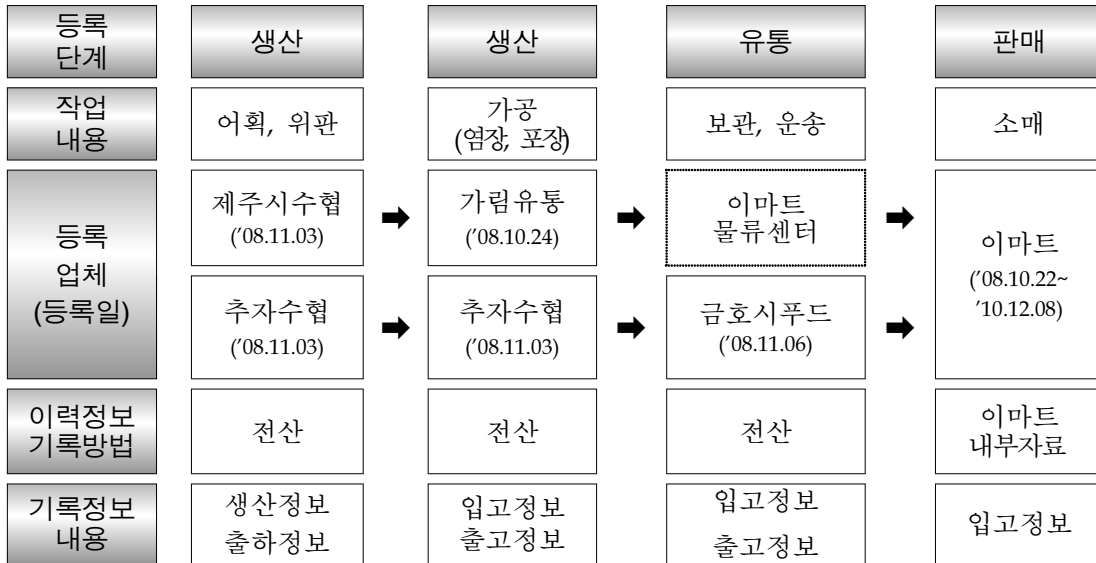 등록
단계
생산
생산
유통
판매
작업
내용
어획, 위판
가공
(염장, 포장)
보관, 운송
소매
등록
업체
(등록일)
제주시수협
('08.11.03)
➡
가림유통
('08.10.24)
➡
이마트
물류센터
➡
이마트
('08.10.22~
'10.12.08)
추자수협
('08.11.03)
➡
추자수협
('08.11.03)
➡
금호시푸드
('08.11.06)
➡
이력정보
기록방법
전산
전산
전산
이마트
내부자료
기록정보
내용
생산정보
출하정보
입고정보
출고정보
입고정보
출고정보
입고정보